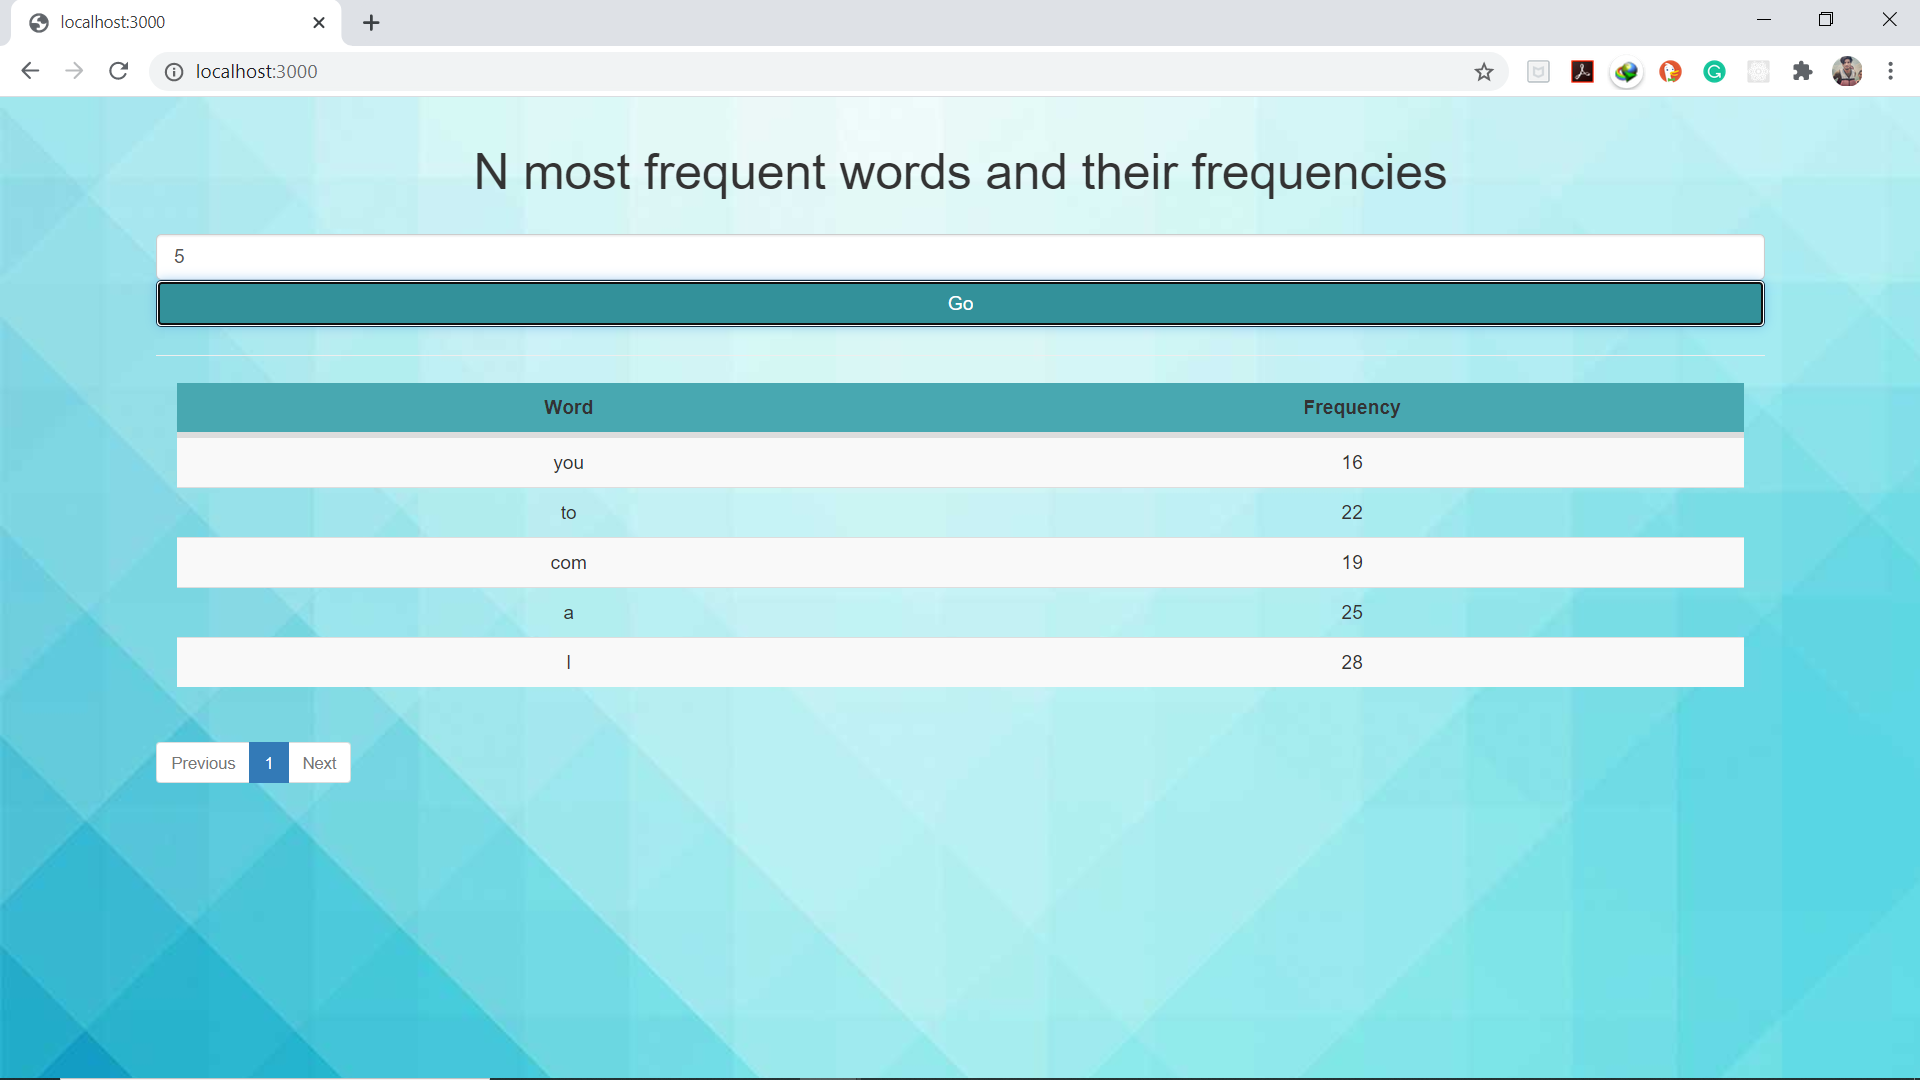 localhost:3000
localhost:3000
N most frequent words and their frequencies
5
Go
Word Frequency
you 16
to 22
com 19
a 25
I 28
Previous 1 Next